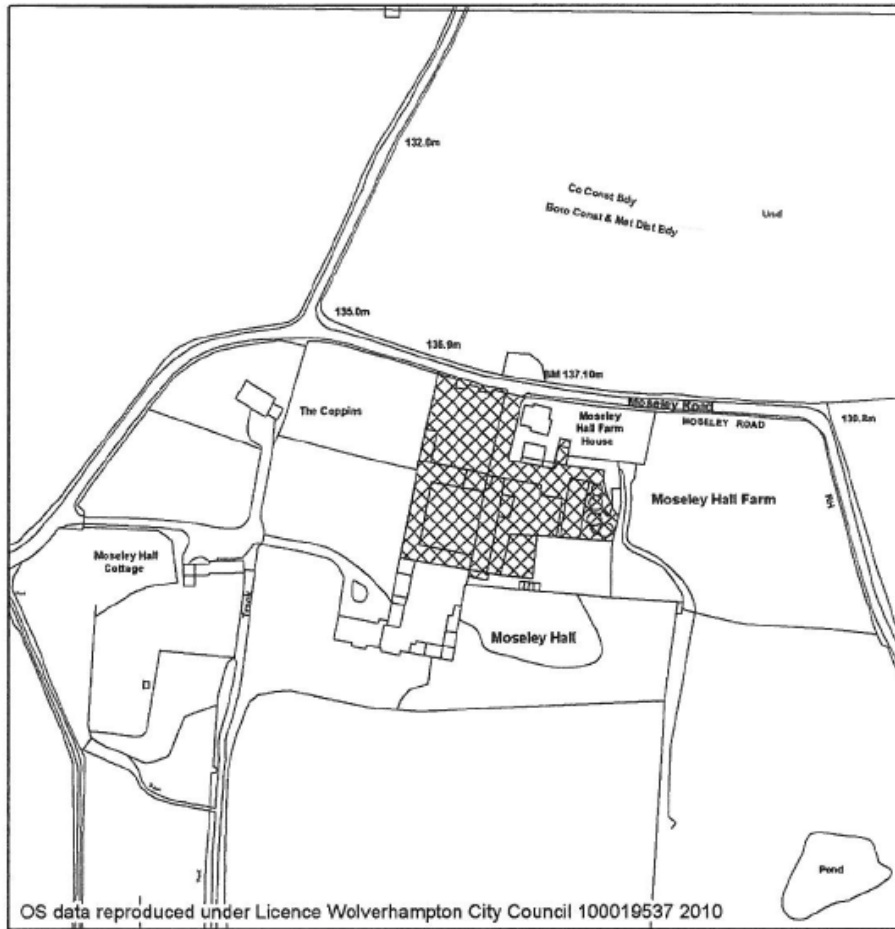 132.0m
Co Const Bdy
Boro Const & Met Dist Bdy
Und
135.0m
136.9m
BM 137.10m
Moseley Road
MOSELEY ROAD
130.8m
The Coppins
Moseley
Hall Farm
House
Moseley Hall Farm
RH
Moseley Hall
Cottage
Track
Moseley Hall
Pond
OS data reproduced under Licence Wolverhampton City Council 100019537 2010